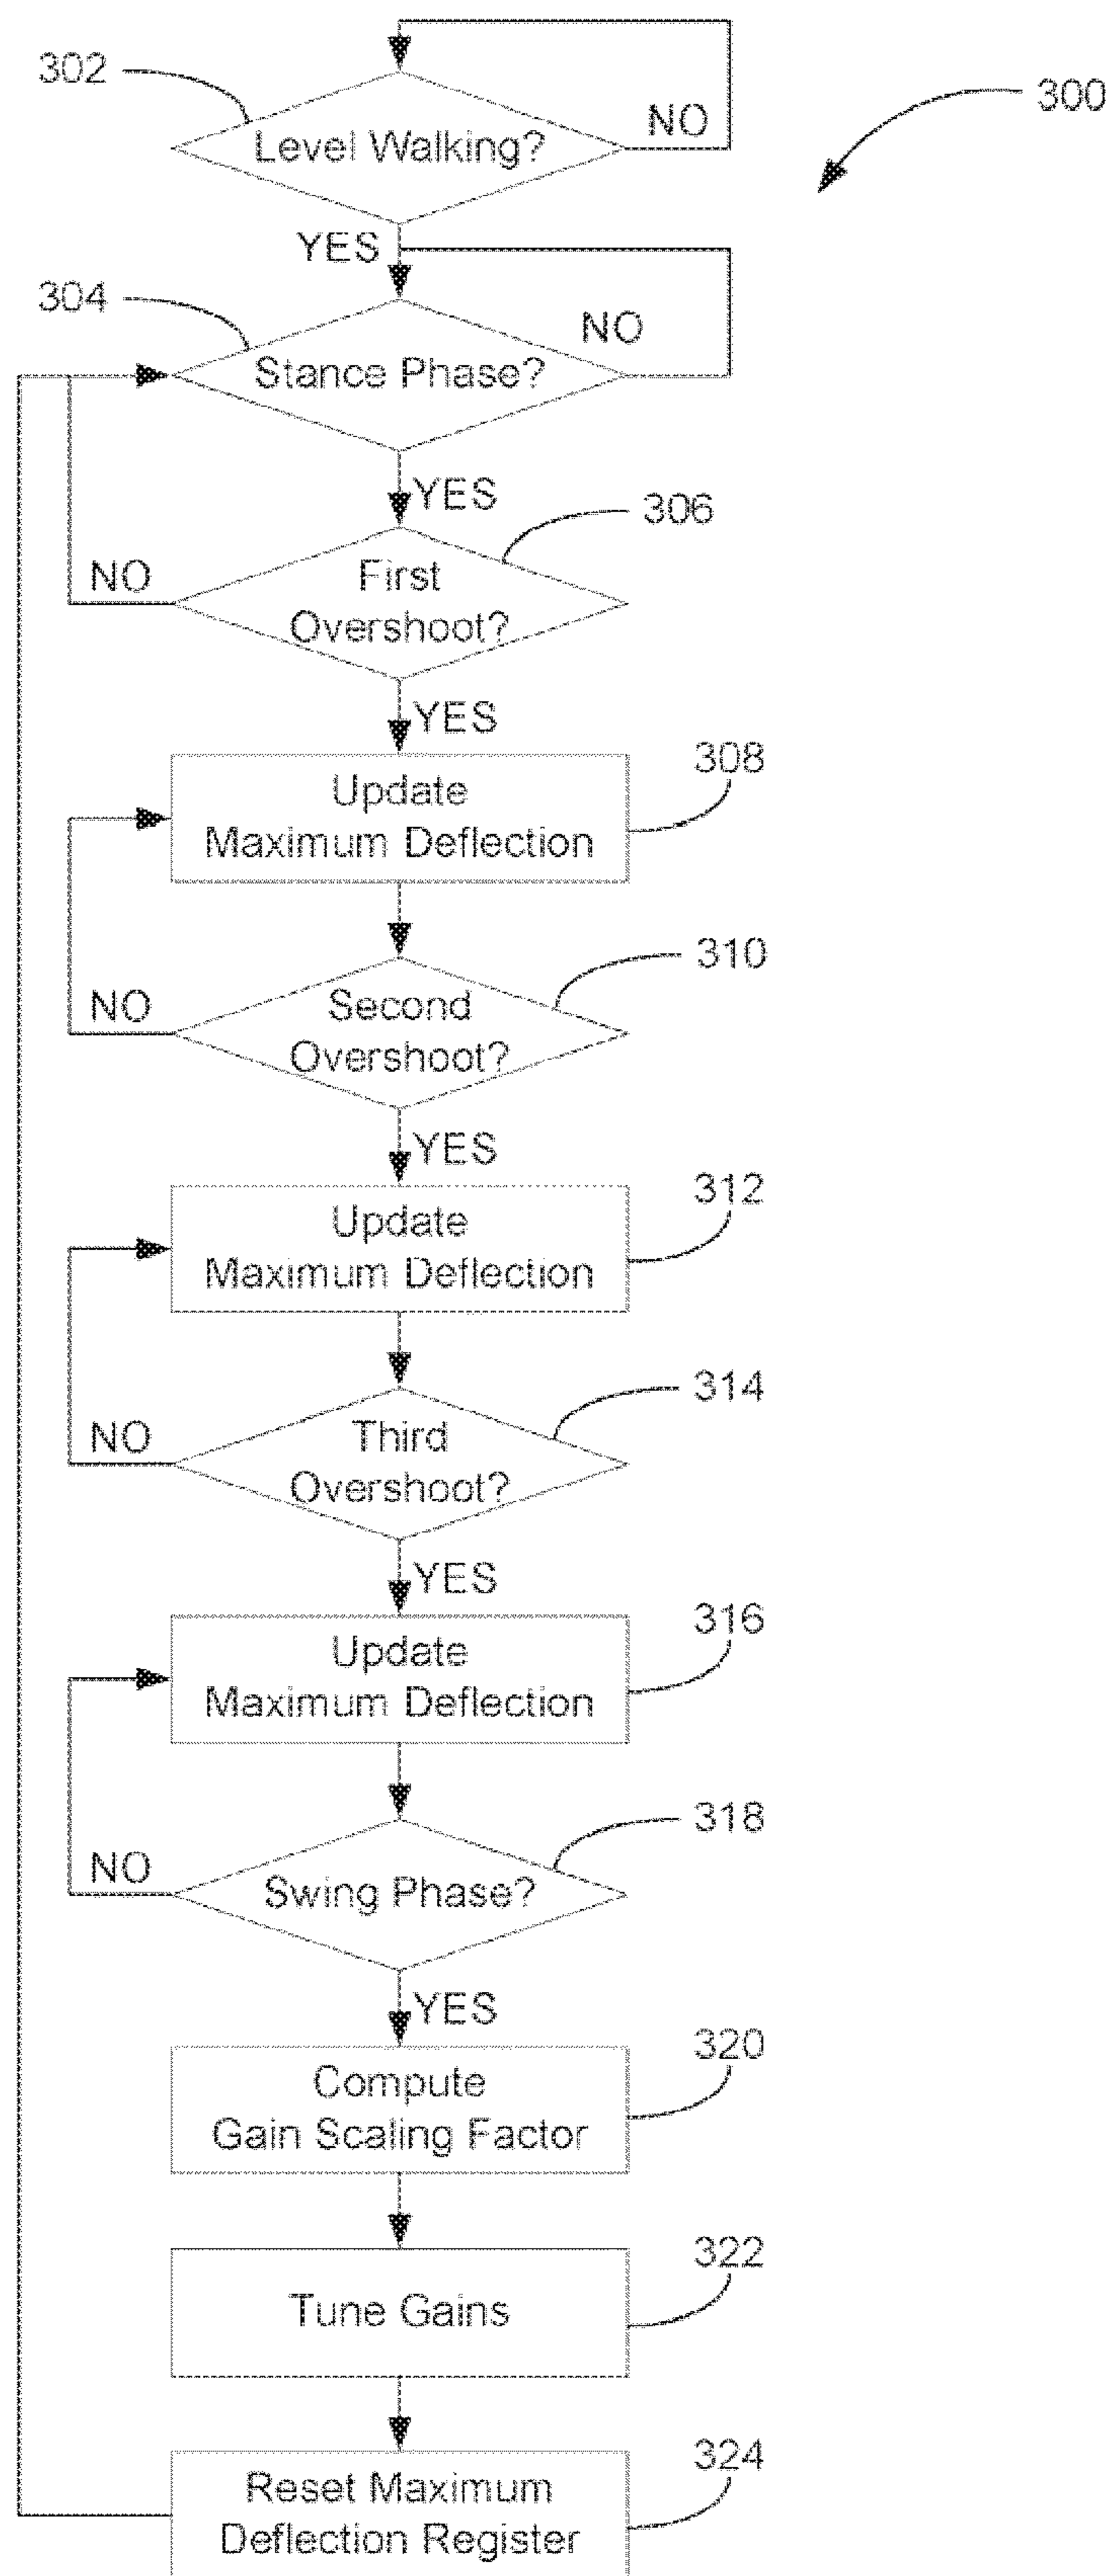 302
Level Walking?
NO
300
YES
304
Stance Phase?
NO
YES
306
First
Overshoot?
NO
YES
308
Update
Maximum Deflection
310
Second
Overshoot?
NO
YES
312
Update
Maximum Deflection
314
Third
Overshoot?
NO
YES
316
Update
Maximum Deflection
318
Swing Phase?
NO
YES
320
Compute
Gain Scaling Factor
322
Tune Gains
324
Reset Maximum
Deflection Register